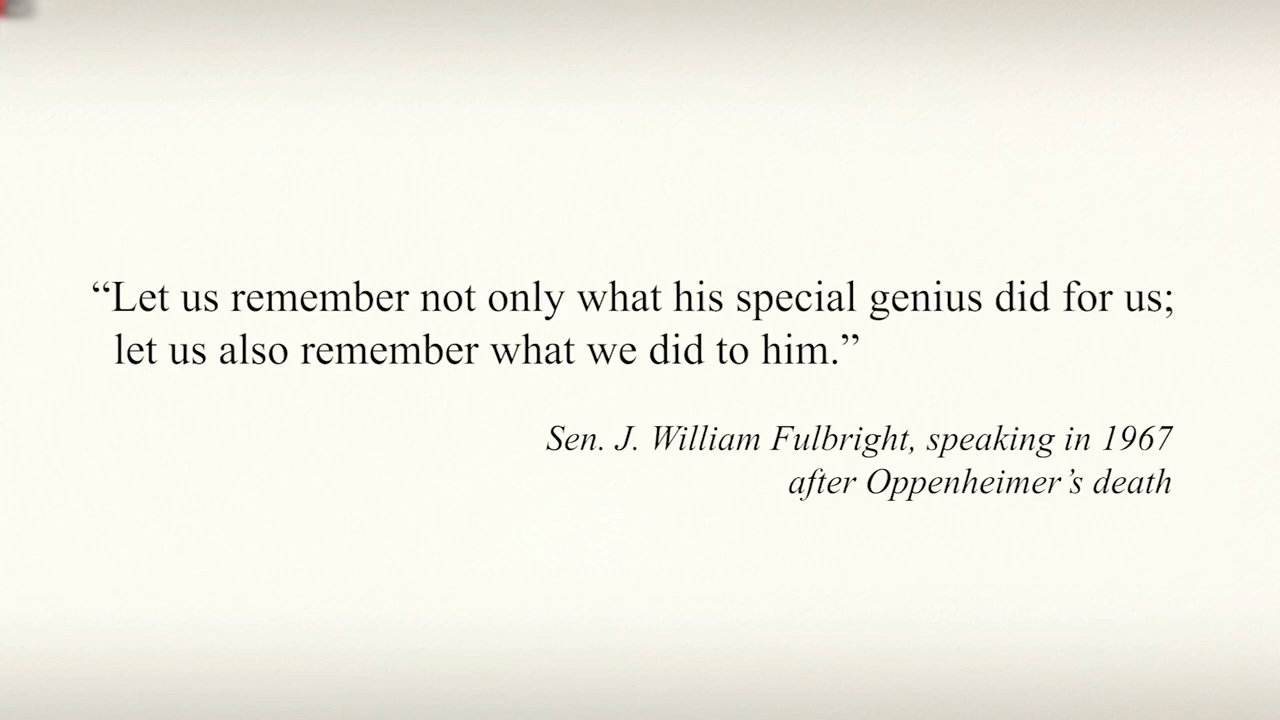 “Let us remember not only what his special genius did for us;
let us also remember what we did to him.”
Sen. J. William Fulbright, speaking in 1967
after Oppenheimer’s death